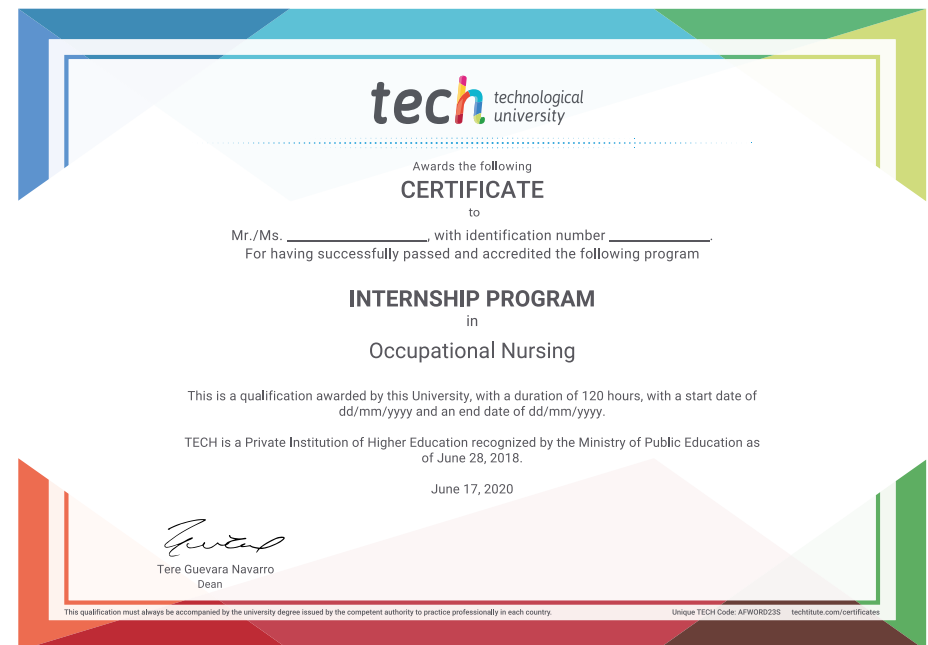 tech technological
university
Awards the following
CERTIFICATE
to
Mr./Ms. ____________________, with identification number ______________.
For having successfully passed and accredited the following program
INTERNSHIP PROGRAM
in
Occupational Nursing
This is a qualification awarded by this University, with a duration of 120 hours, with a start date of
dd/mm/yyyy and an end date of dd/mm/yyyy.
TECH is a Private Institution of Higher Education recognized by the Ministry of Public Education as
of June 28, 2018.
June 17, 2020
Tere Guevara Navarro
Dean
This qualification must always be accompanied by the university degree issued by the competent authority to practice professionally in each country. Unique TECH Code: AFWORD23S techtitute.com/certificates